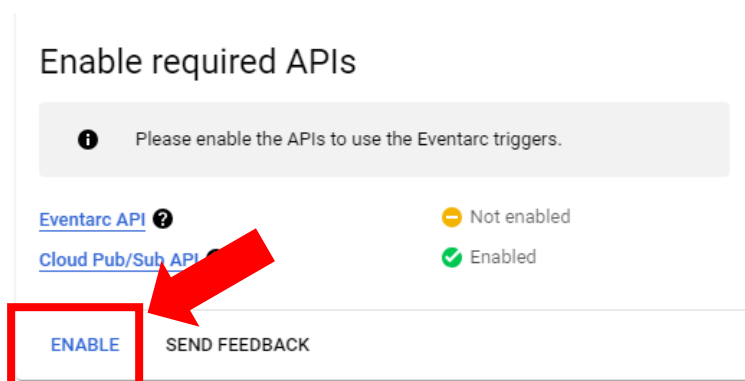 Enable required APIs
Please enable the APIs to use the Eventarc triggers.
Eventarc API
Not enabled
Cloud Pub/Sub API
Enabled
ENABLE SEND FEEDBACK